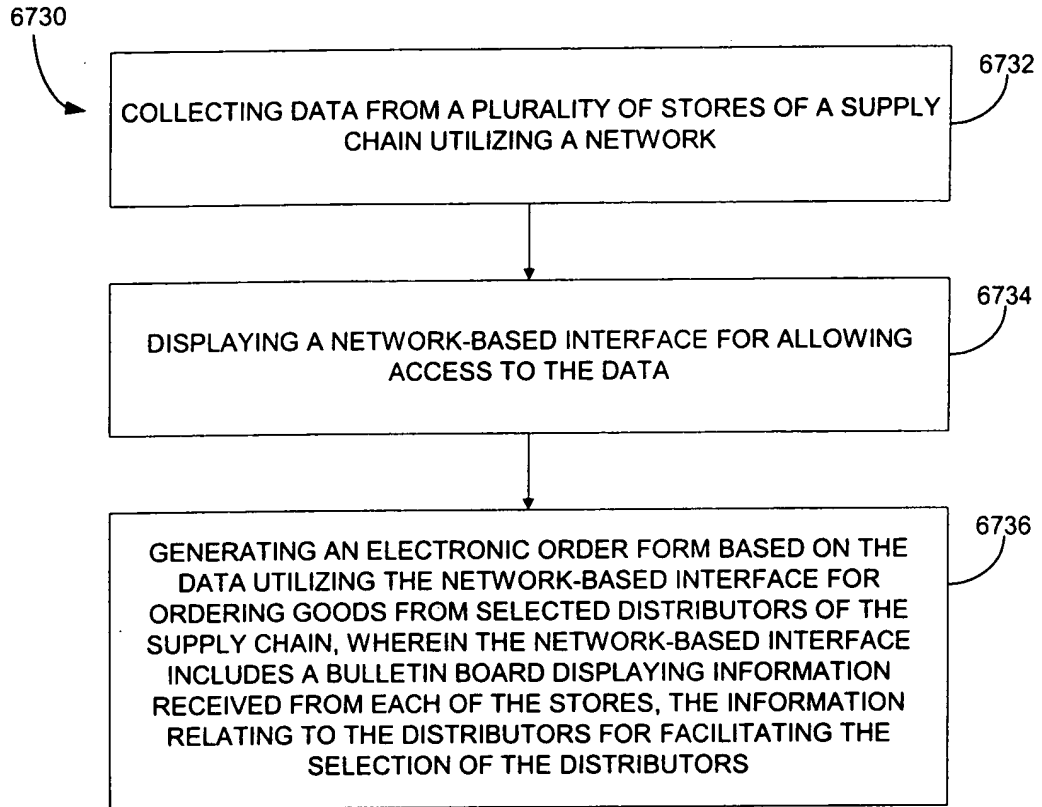 6730
6732
COLLECTING DATA FROM A PLURALITY OF STORES OF A SUPPLY
CHAIN UTILIZING A NETWORK
6734
DISPLAYING A NETWORK-BASED INTERFACE FOR ALLOWING
ACCESS TO THE DATA
6736
GENERATING AN ELECTRONIC ORDER FORM BASED ON THE
DATA UTILIZING THE NETWORK-BASED INTERFACE FOR
ORDERING GOODS FROM SELECTED DISTRIBUTORS OF THE
SUPPLY CHAIN, WHEREIN THE NETWORK-BASED INTERFACE
INCLUDES A BULLETIN BOARD DISPLAYING INFORMATION
RECEIVED FROM EACH OF THE STORES, THE INFORMATION
RELATING TO THE DISTRIBUTORS FOR FACILITATING THE
SELECTION OF THE DISTRIBUTORS